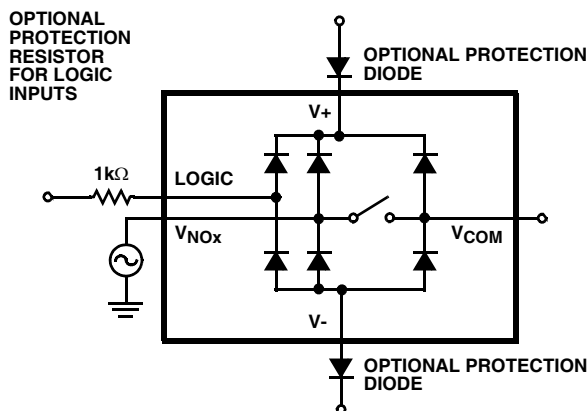 OPTIONAL
PROTECTION
RESISTOR
FOR LOGIC
INPUTS
OPTIONAL PROTECTION
DIODE
V+
1kΩ
LOGIC
VNOx
VCOM
V-
OPTIONAL PROTECTION
DIODE